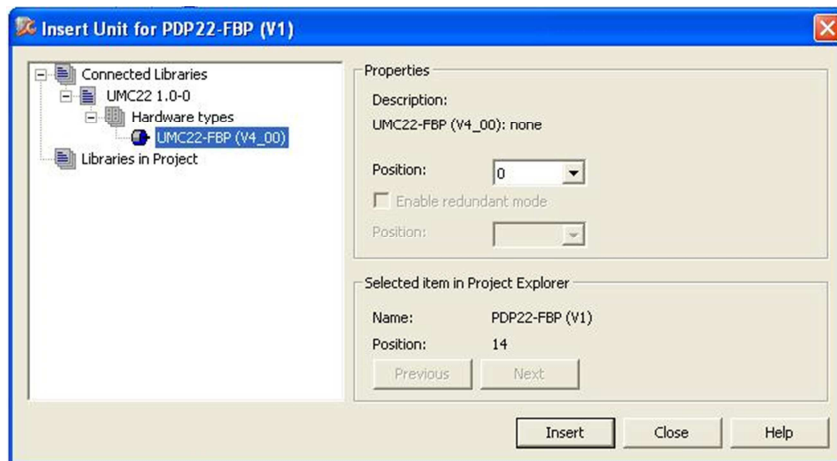 Insert Unit for PDP22-FBP (V1)
Connected Libraries
UMC22 1.0-0
Hardware types
UMC22-FBP (V4_00)
Libraries in Project
Properties
Description:
UMC22-FBP (V4_00): none
Position: 0
Enable redundant mode
Position:
Selected item in Project Explorer
Name: PDP22-FBP (V1)
Position: 14
Previous Next
Insert Close Help